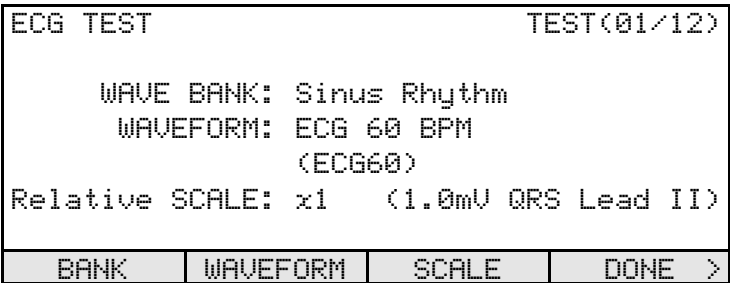 ECG TEST TEST(01/12)
WAVE BANK: Sinus Rhythm
WAVEFORM: ECG 60 BPM
(ECG60)
Relative SCALE: x1 (1.0mV QRS Lead II)
BANK WAVEFORM SCALE DONE >